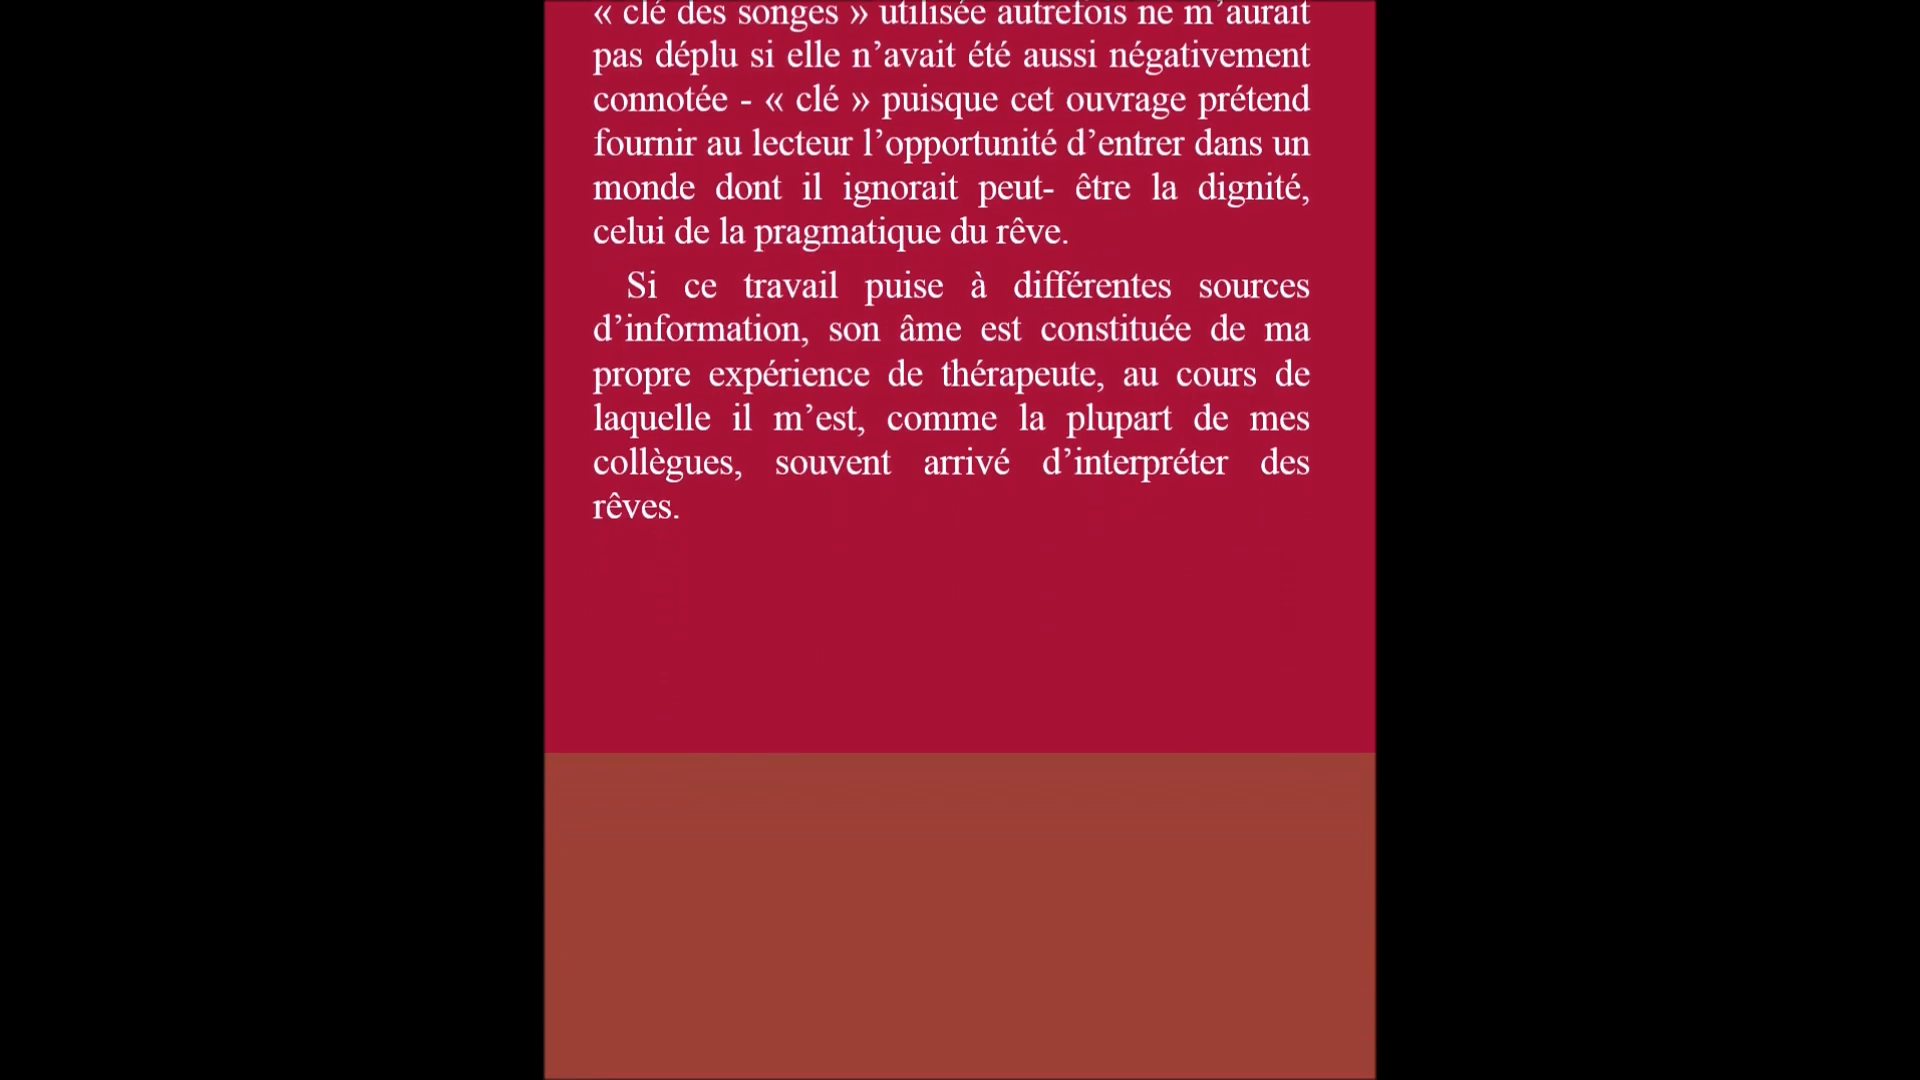 « clé des songes » utilisée autrefois ne m’aurait
pas déplu si elle n’avait été aussi négativement
connotée - « clé » puisque cet ouvrage prétend
fournir au lecteur l’opportunité d’entrer dans un
monde dont il ignorait peut- être la dignité,
celui de la pragmatique du rêve.
Si ce travail puise à différentes sources
d’information, son âme est constituée de ma
propre expérience de thérapeute, au cours de
laquelle il m’est, comme la plupart de mes
collègues, souvent arrivé d’interpréter des
rêves.